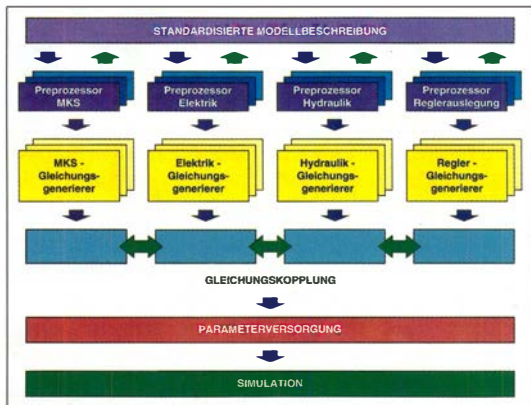 STANDARDISIERTE MODELLBESCHREIBUNG
Preprozessor
MKS
Preprozessor
Elektrik
Preprozessor
Hydraulik
Preprozessor
Reglerauslegung
MKS -
Gleichungs-
generierer
Elektrik -
Gleichungs-
generierer
Hydraulik -
Gleichungs-
generierer
Regler -
Gleichungs-
generierer
GLEICHUNGSKOPPLUNG
PARAMETERVERSORGUNG
SIMULATION